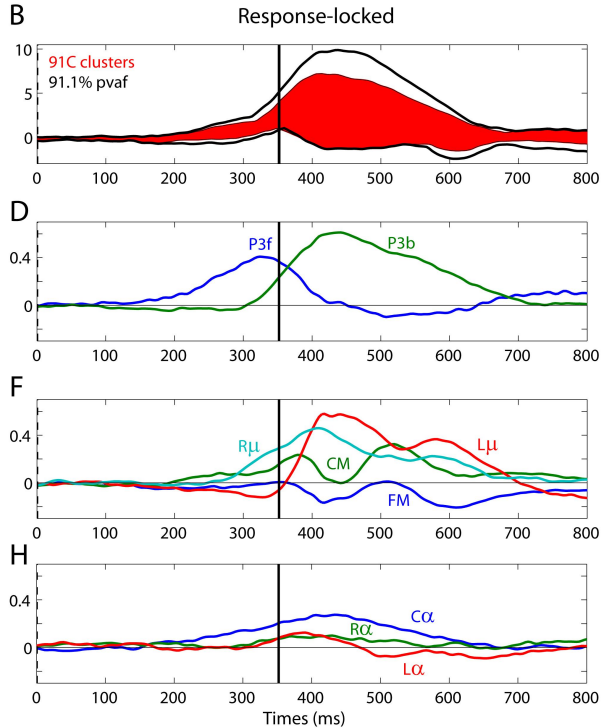 B
Response-locked
10
5
0
91C clusters
91.1% pvaf
0 100 200 300 400 500 600 700 800
D
0.4
0
P3f
P3b
0 100 200 300 400 500 600 700 800
F
0.4
0
Rμ
CM
Lμ
FM
0 100 200 300 400 500 600 700 800
H
0.4
0
Cα
Rα
Lα
0 100 200 300 400 500 600 700 800
Times (ms)